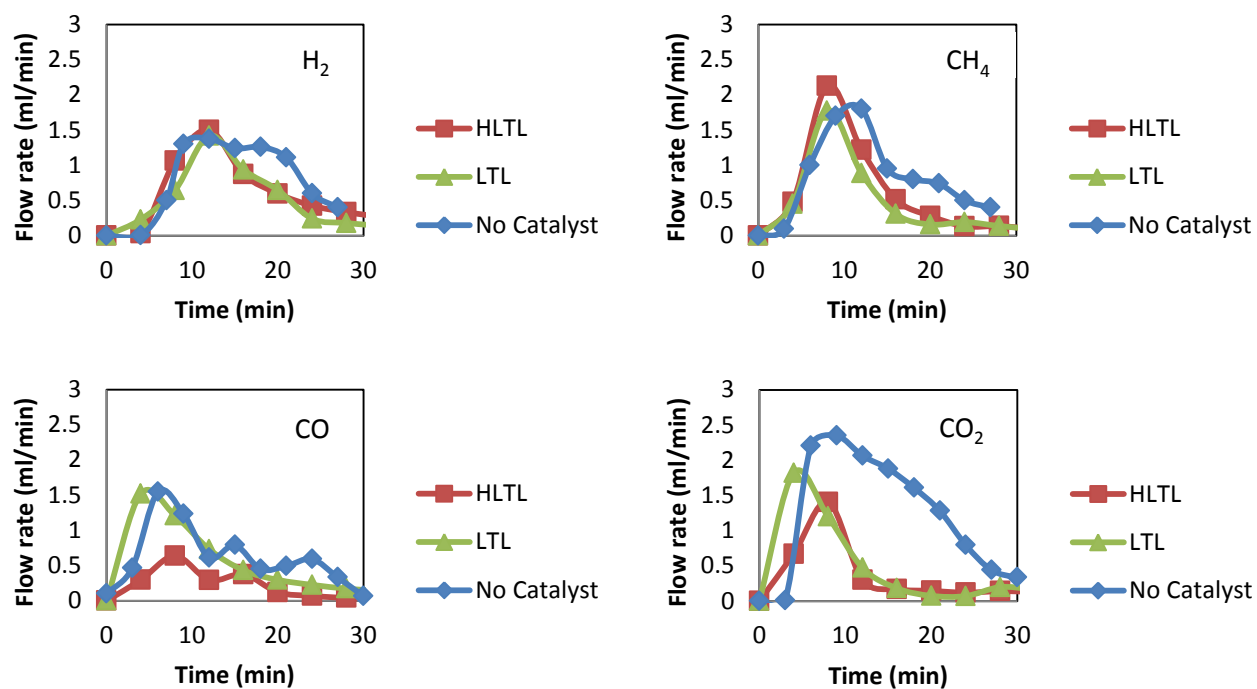 H2
Flow rate (ml/min)
3
2.5
2
1.5
1
0.5
0
0 10 20 30
Time (min)
HLTL
LTL
No Catalyst
CH4
Flow rate (ml/min)
3
2.5
2
1.5
1
0.5
0
0 10 20 30
Time (min)
HLTL
LTL
No Catalyst
CO
Flow rate (ml/min)
3
2.5
2
1.5
1
0.5
0
0 10 20 30
Time (min)
HLTL
LTL
No Catalyst
CO2
Flow rate (ml/min)
3
2.5
2
1.5
1
0.5
0
0 10 20 30
Time (min)
HLTL
LTL
No Catalyst